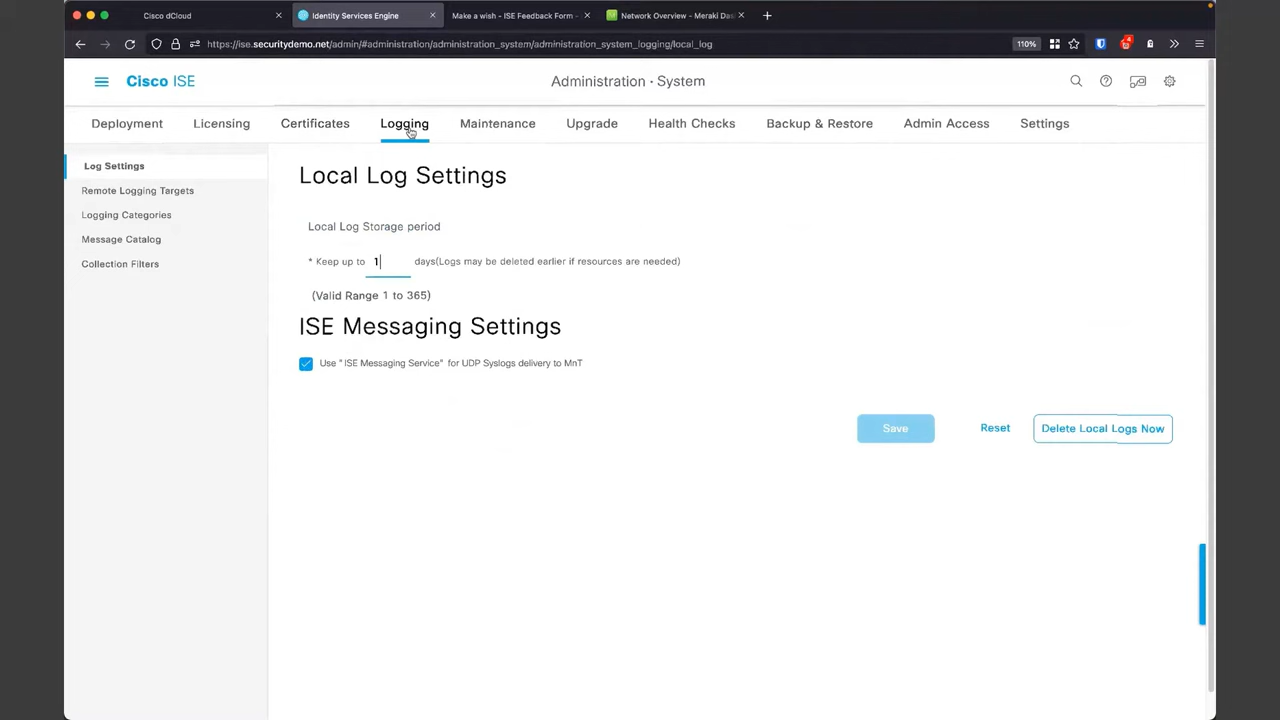 Cisco dCloud
Identity Services Engine
Make a wish - ISE Feedback Form -
Network Overview - Meraki Das
https://ise.securitydemo.net/admin/#administration/administration_system/administration_system_logging/local_log
110%
4
Cisco ISE
Administration · System
Deployment Licensing Certificates Logging Maintenance Upgrade Health Checks Backup & Restore Admin Access Settings
Log Settings
Remote Logging Targets
Logging Categories
Message Catalog
Collection Filters
Local Log Settings
Local Log Storage period
* Keep up to 1 days(Logs may be deleted earlier if resources are needed)
(Valid Range 1 to 365)
ISE Messaging Settings
Use "ISE Messaging Service" for UDP Syslogs delivery to MnT
Save Reset Delete Local Logs Now